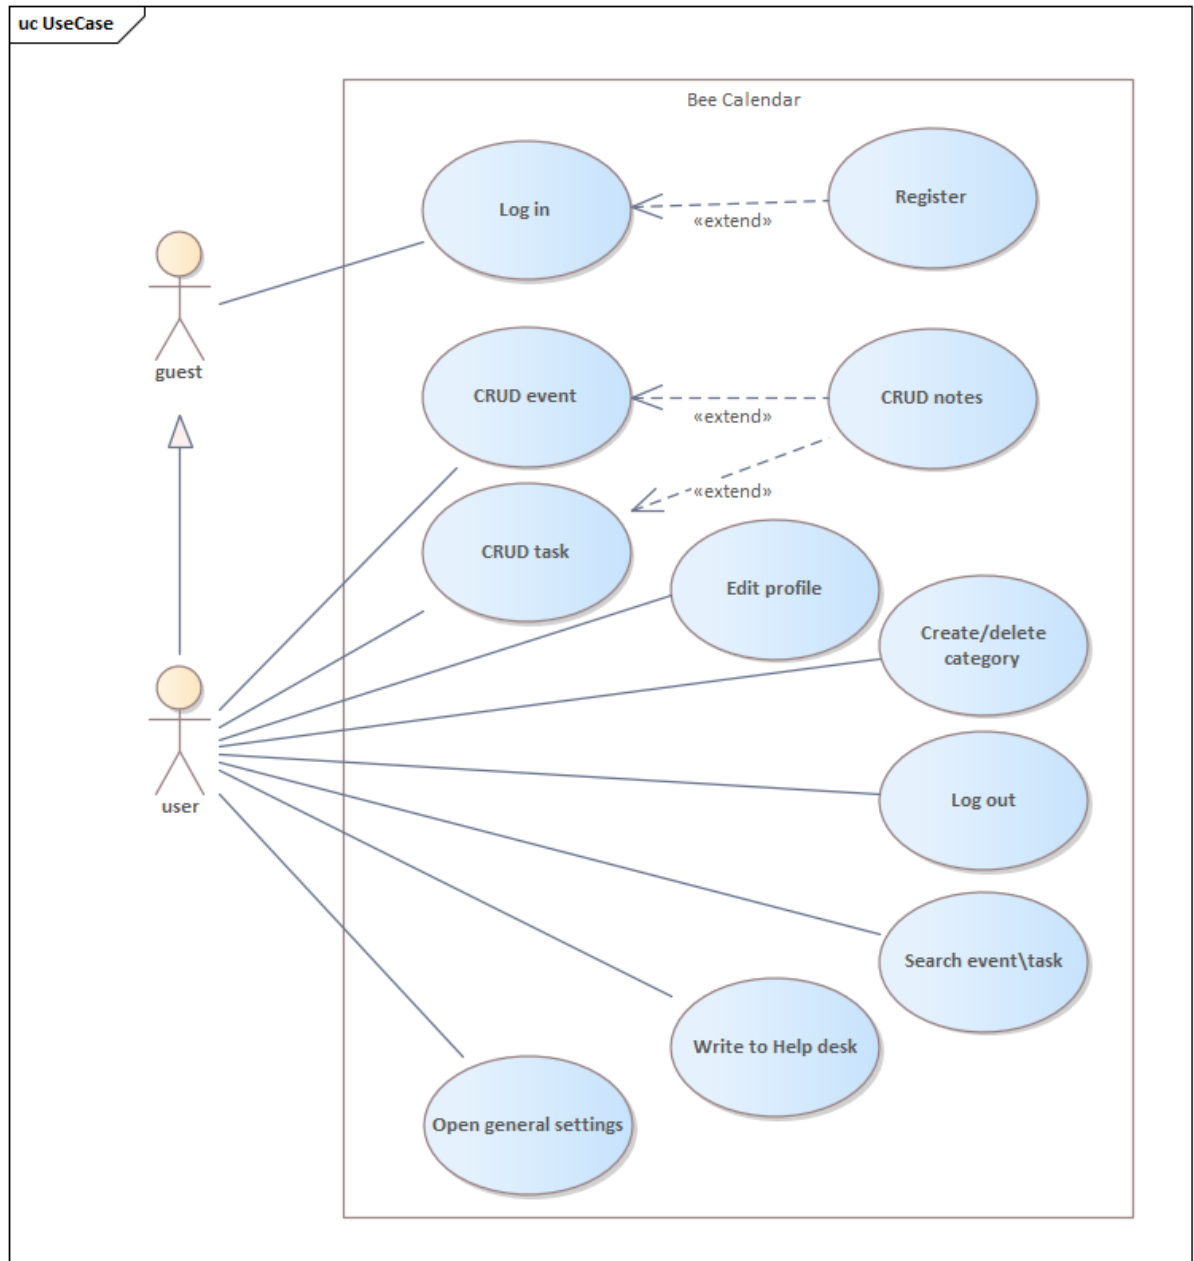 uc UseCase
Bee Calendar
Log in
«extend»
Register
guest
CRUD event
«extend»
CRUD notes
«extend»
CRUD task
Edit profile
Create/delete
category
user
Log out
Search event\task
Write to Help desk
Open general settings